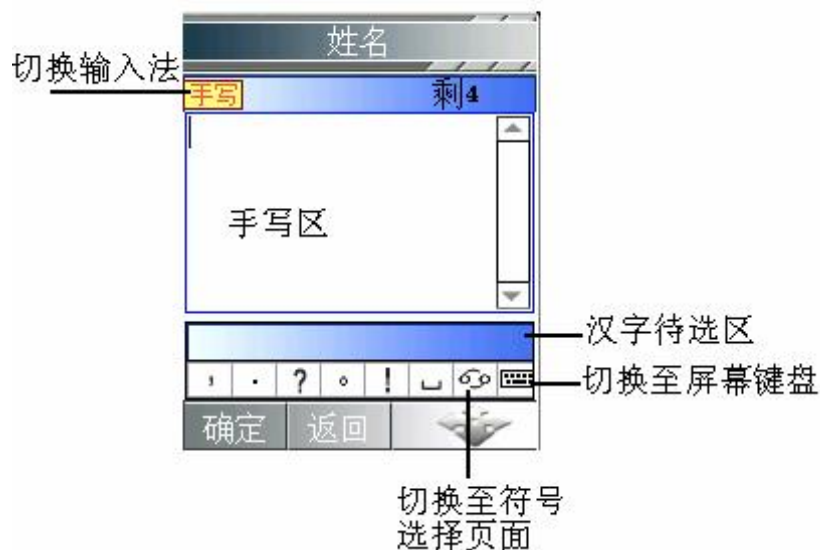 姓名
切换输入法
手写 剩4
手写区
汉字待选区
, . ? 。 ! ␣
切换至屏幕键盘
确定 返回
切换至符号
选择页面